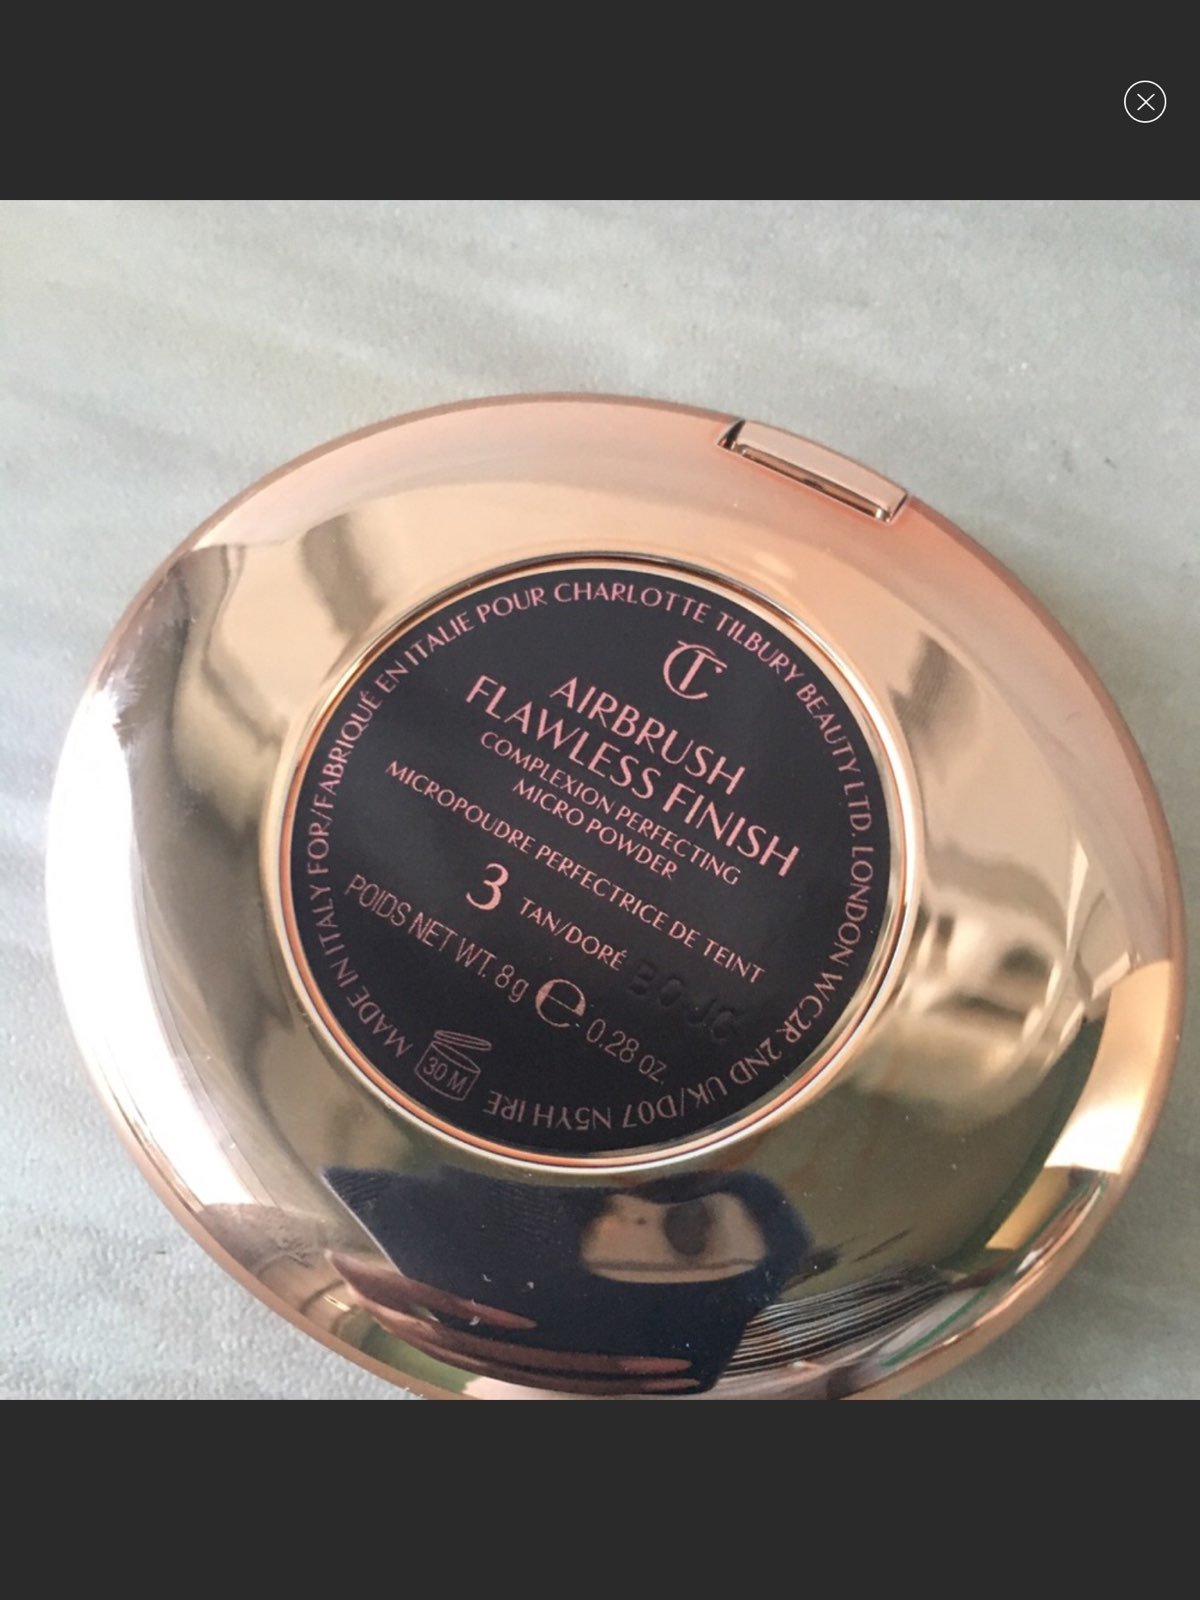 MADE IN ITALY FOR/FABRIQUÉ EN ITALIE POUR CHARLOTTE TILBURY BEAUTY LTD. LONDON WC2R 2ND UK/D07 N5YH IRE
CT
AIRBRUSH
FLAWLESS FINISH
COMPLEXION PERFECTING
MICRO POWDER
MICROPOUDRE PERFECTRICE DE TEINT
3 TAN/DORÉ
POIDS NET WT. 8g e 0.28 oz.
30 M